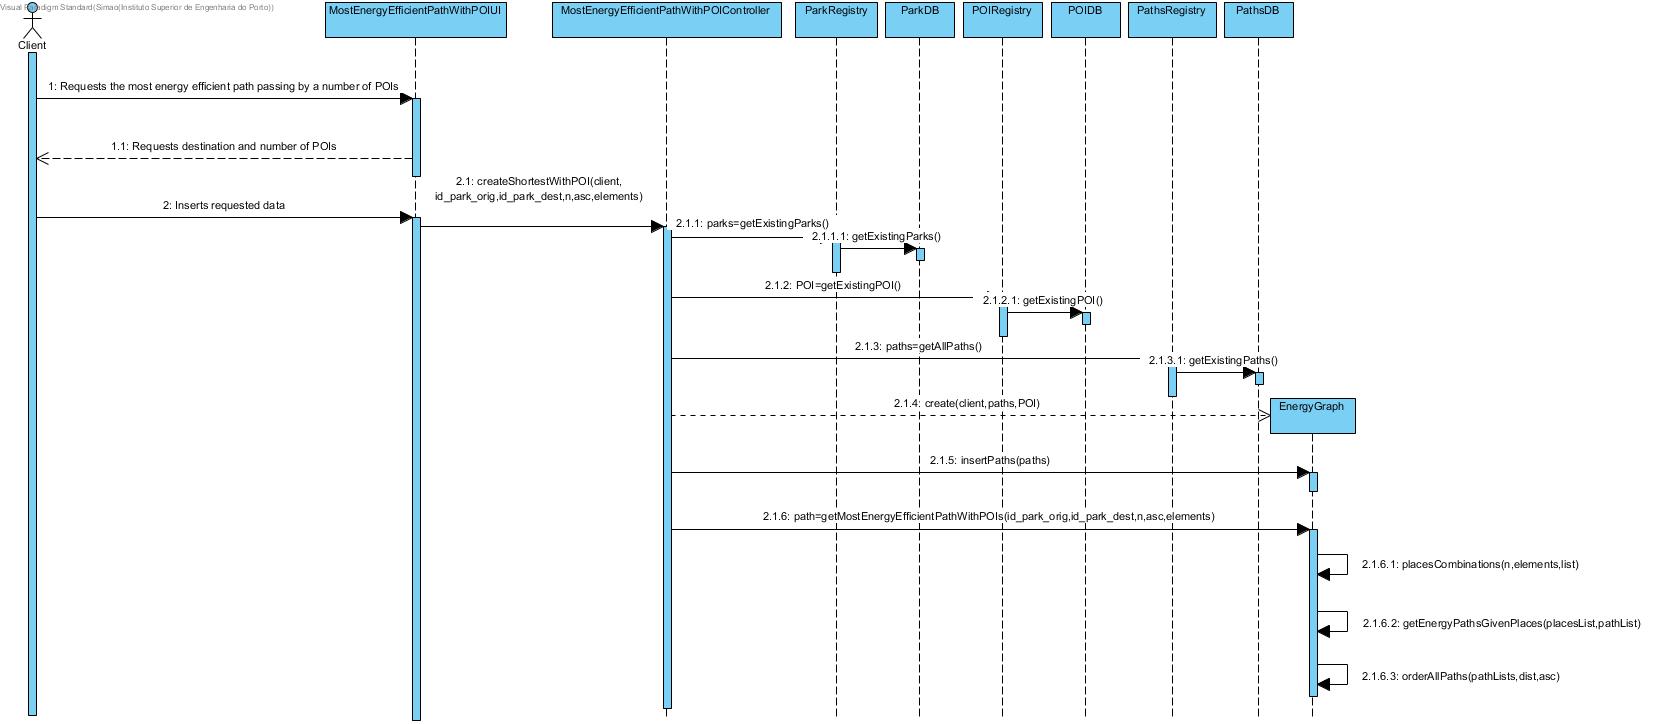 Visual Paradigm Standard(Simao(Instituto Superior de Engenharia do Porto))
Client
MostEnergyEfficientPathWithPOIUI
MostEnergyEfficientPathWithPOIController
ParkRegistry
ParkDB
POIRegistry
POIDB
PathsRegistry
PathsDB
1: Requests the most energy efficient path passing by a number of POIs
1.1: Requests destination and number of POIs
2.1: createShortestWithPOI(client,
id_park_orig,id_park_dest,n,asc,elements)
2: Inserts requested data
2.1.1: parks=getExistingParks()
2.1.1.1: getExistingParks()
2.1.2: POI=getExistingPOI()
2.1.2.1: getExistingPOI()
2.1.3: paths=getAllPaths()
2.1.3.1: getExistingPaths()
2.1.4: create(client,paths,POI)
EnergyGraph
2.1.5: insertPaths(paths)
2.1.6: path=getMostEnergyEfficientPathWithPOIs(id_park_orig,id_park_dest,n,asc,elements)
2.1.6.1: placesCombinations(n,elements,list)
2.1.6.2: getEnergyPathsGivenPlaces(placesList,pathList)
2.1.6.3: orderAllPaths(pathLists,dist,asc)